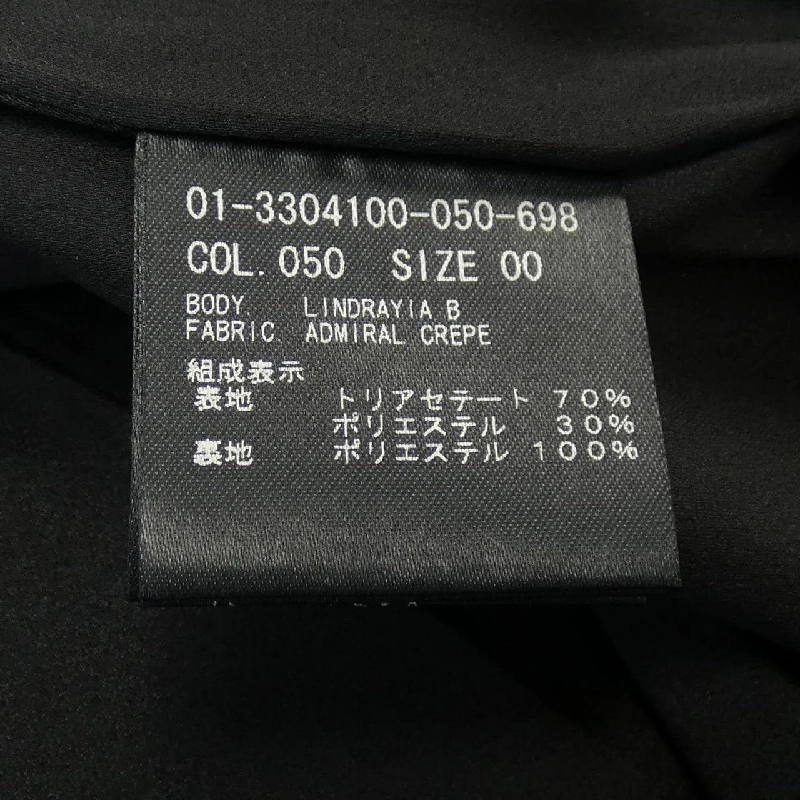 01-3304100-050-698
COL. 050 SIZE 00
BODY LINDRAYIA B
FABRIC ADMIRAL CREPE
組成表示
表地 トリアセテート 70%
ポリエステル 30%
裏地 ポリエステル 100%